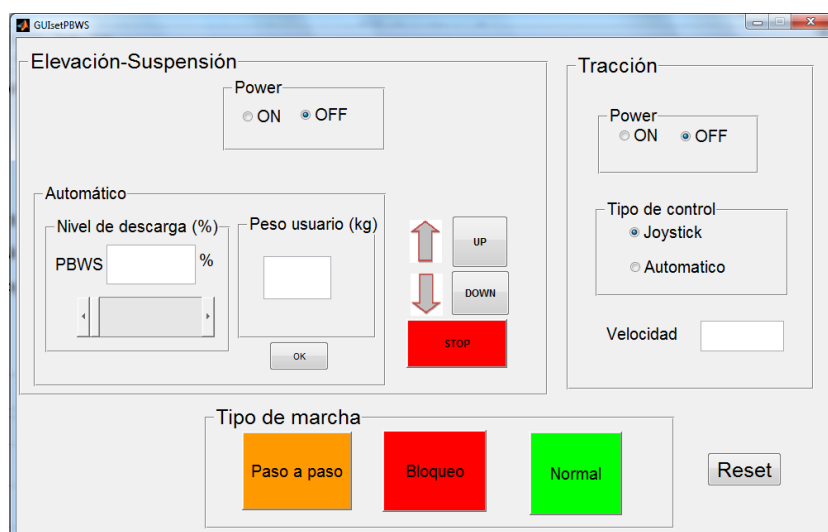 GUIsetPBWS
Elevación-Suspensión
Power
ON OFF
Automático
Nivel de descarga (%)
PBWS %
Peso usuario (kg)
OK
UP
DOWN
STOP
Tracción
Power
ON OFF
Tipo de control
Joystick
Automatico
Velocidad
Tipo de marcha
Paso a paso
Bloqueo
Normal
Reset